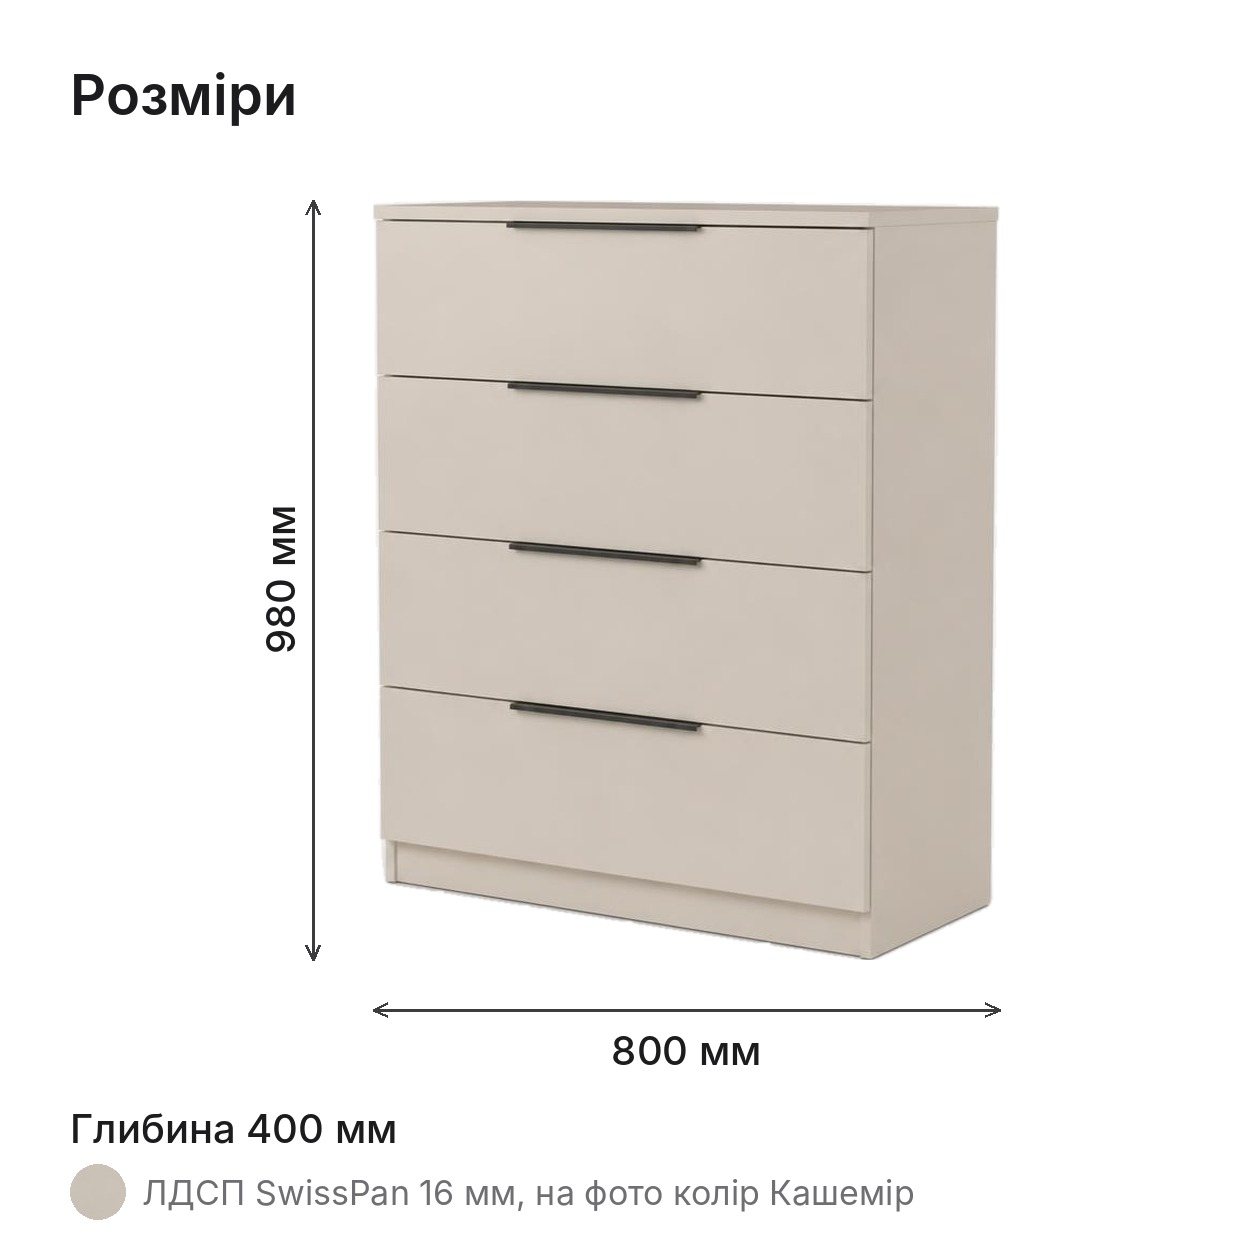 Розміри
980 мм
800 мм
Глибина 400 мм
ЛДСП SwissPan 16 мм, на фото колір Кашемір